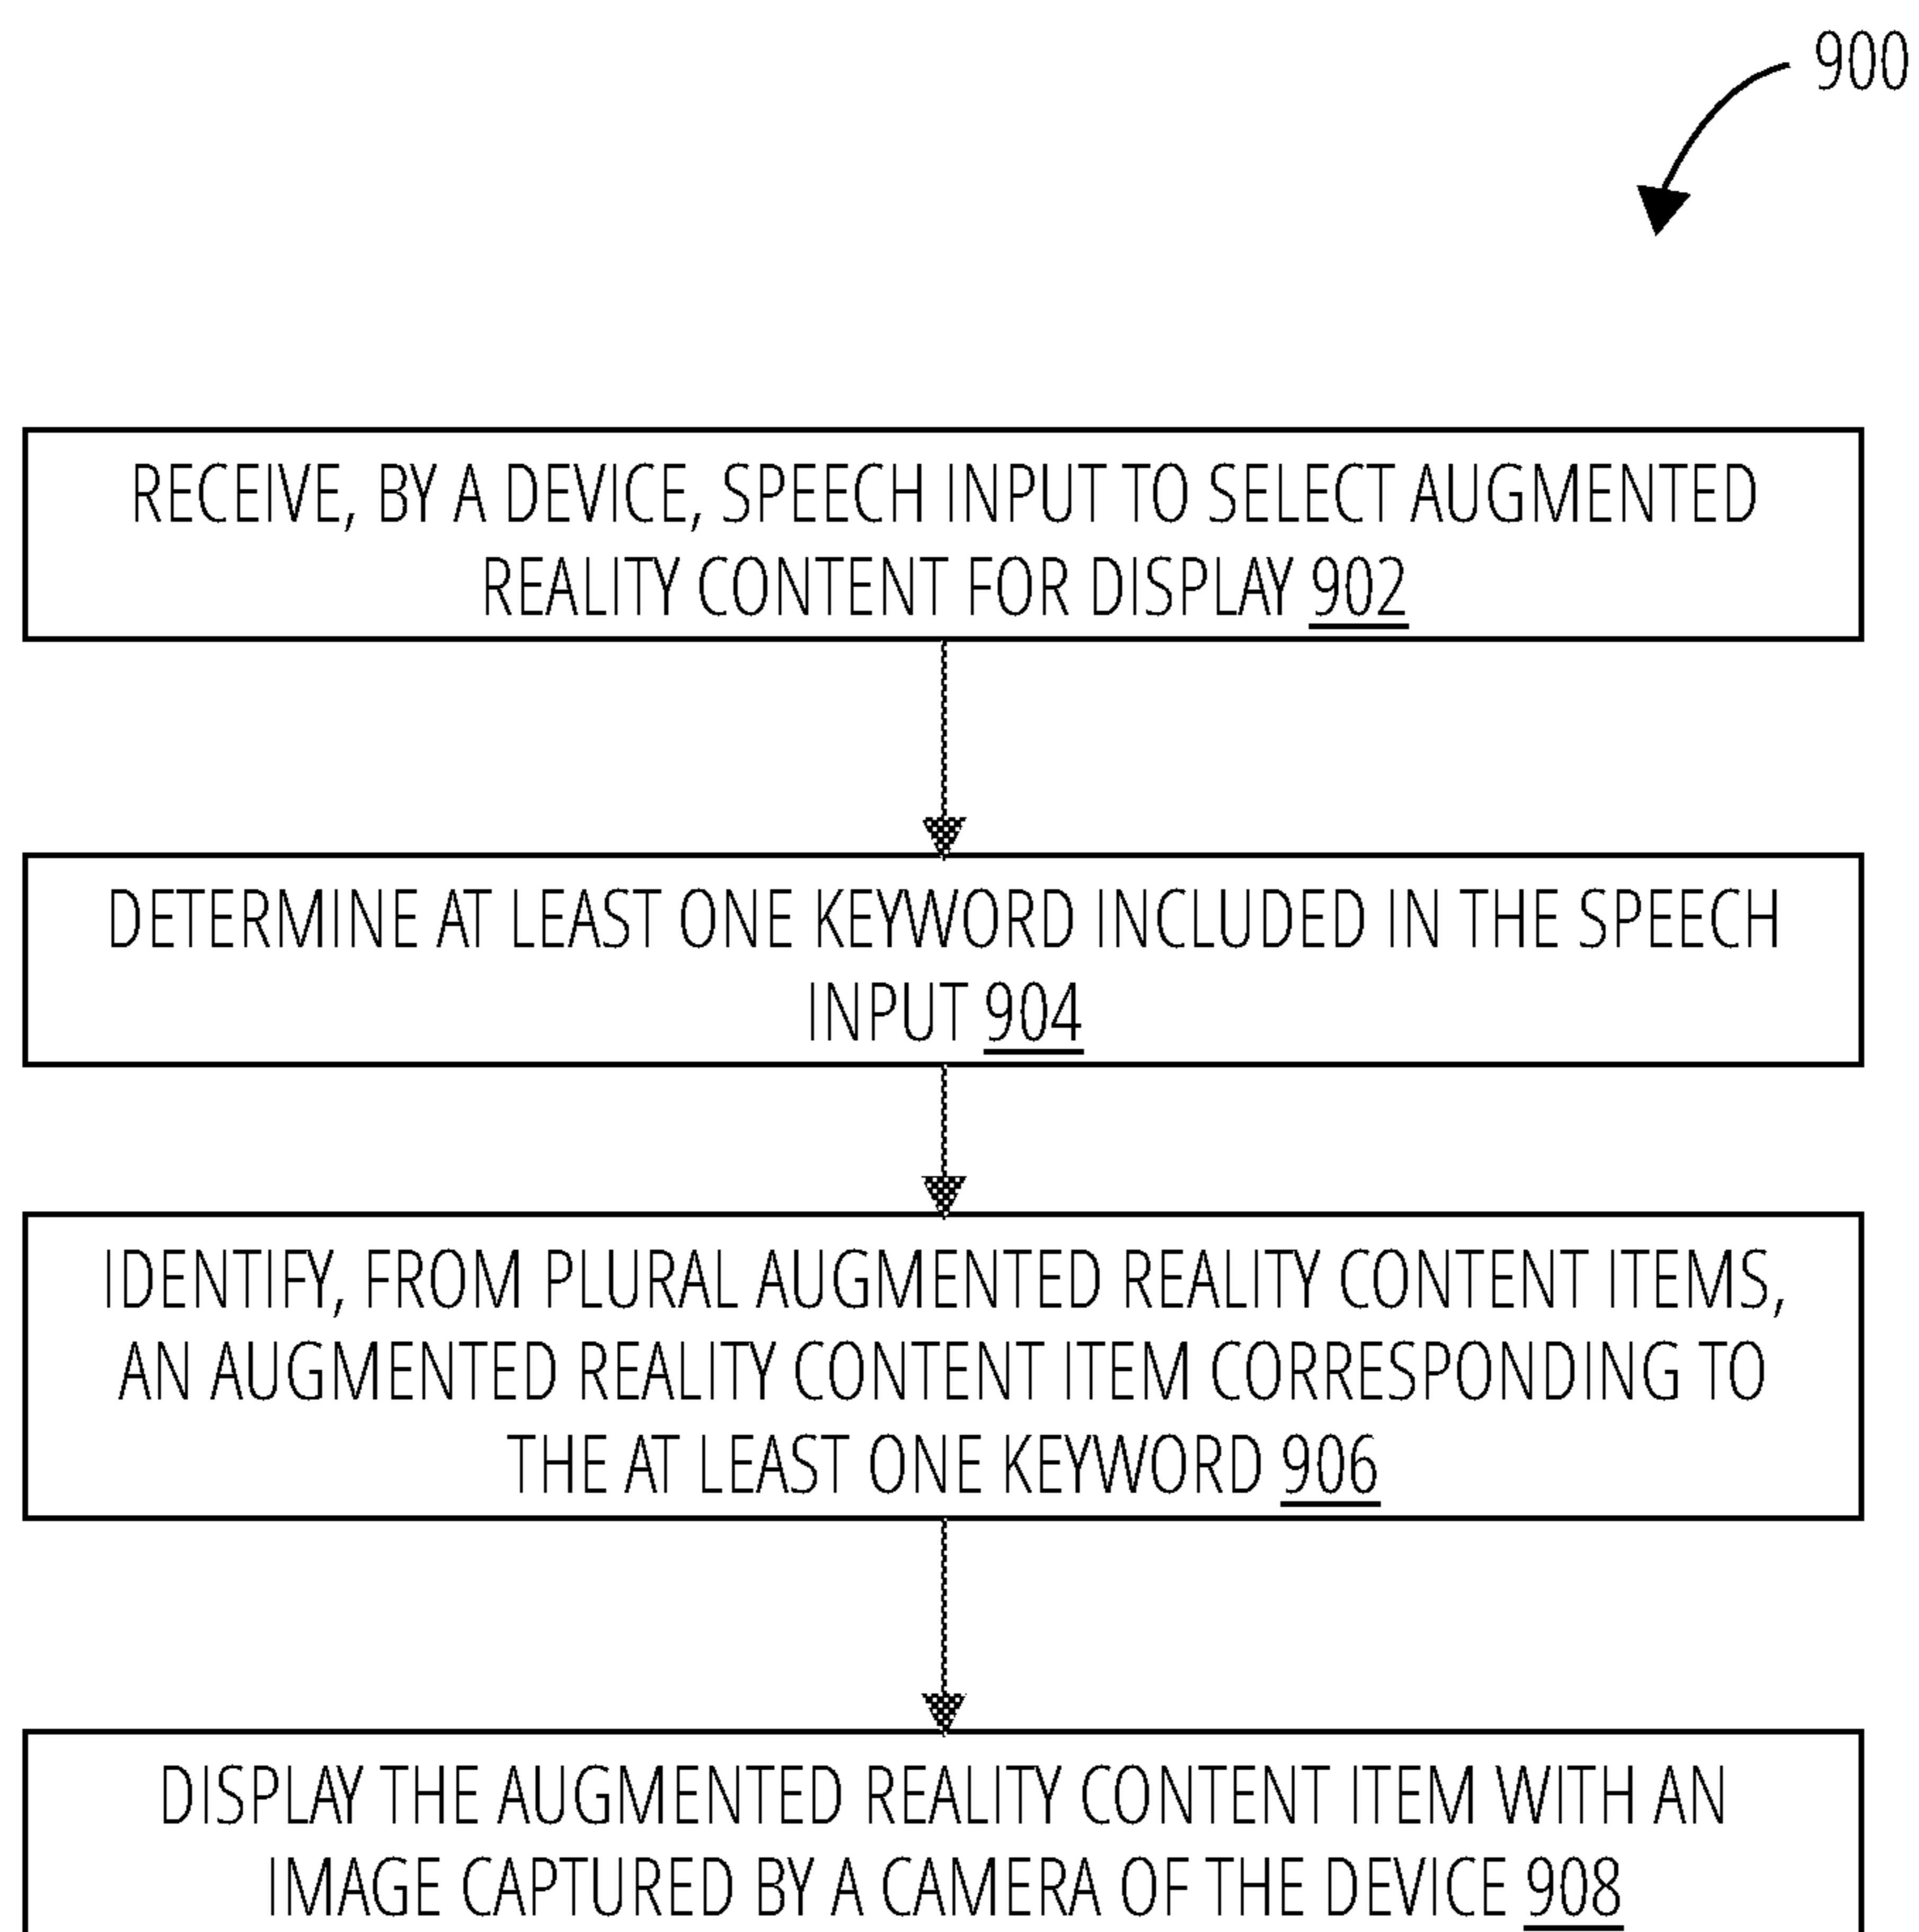 900
RECEIVE, BY A DEVICE, SPEECH INPUT TO SELECT AUGMENTED
REALITY CONTENT FOR DISPLAY 902
DETERMINE AT LEAST ONE KEYWORD INCLUDED IN THE SPEECH
INPUT 904
IDENTIFY, FROM PLURAL AUGMENTED REALITY CONTENT ITEMS,
AN AUGMENTED REALITY CONTENT ITEM CORRESPONDING TO
THE AT LEAST ONE KEYWORD 906
DISPLAY THE AUGMENTED REALITY CONTENT ITEM WITH AN
IMAGE CAPTURED BY A CAMERA OF THE DEVICE 908